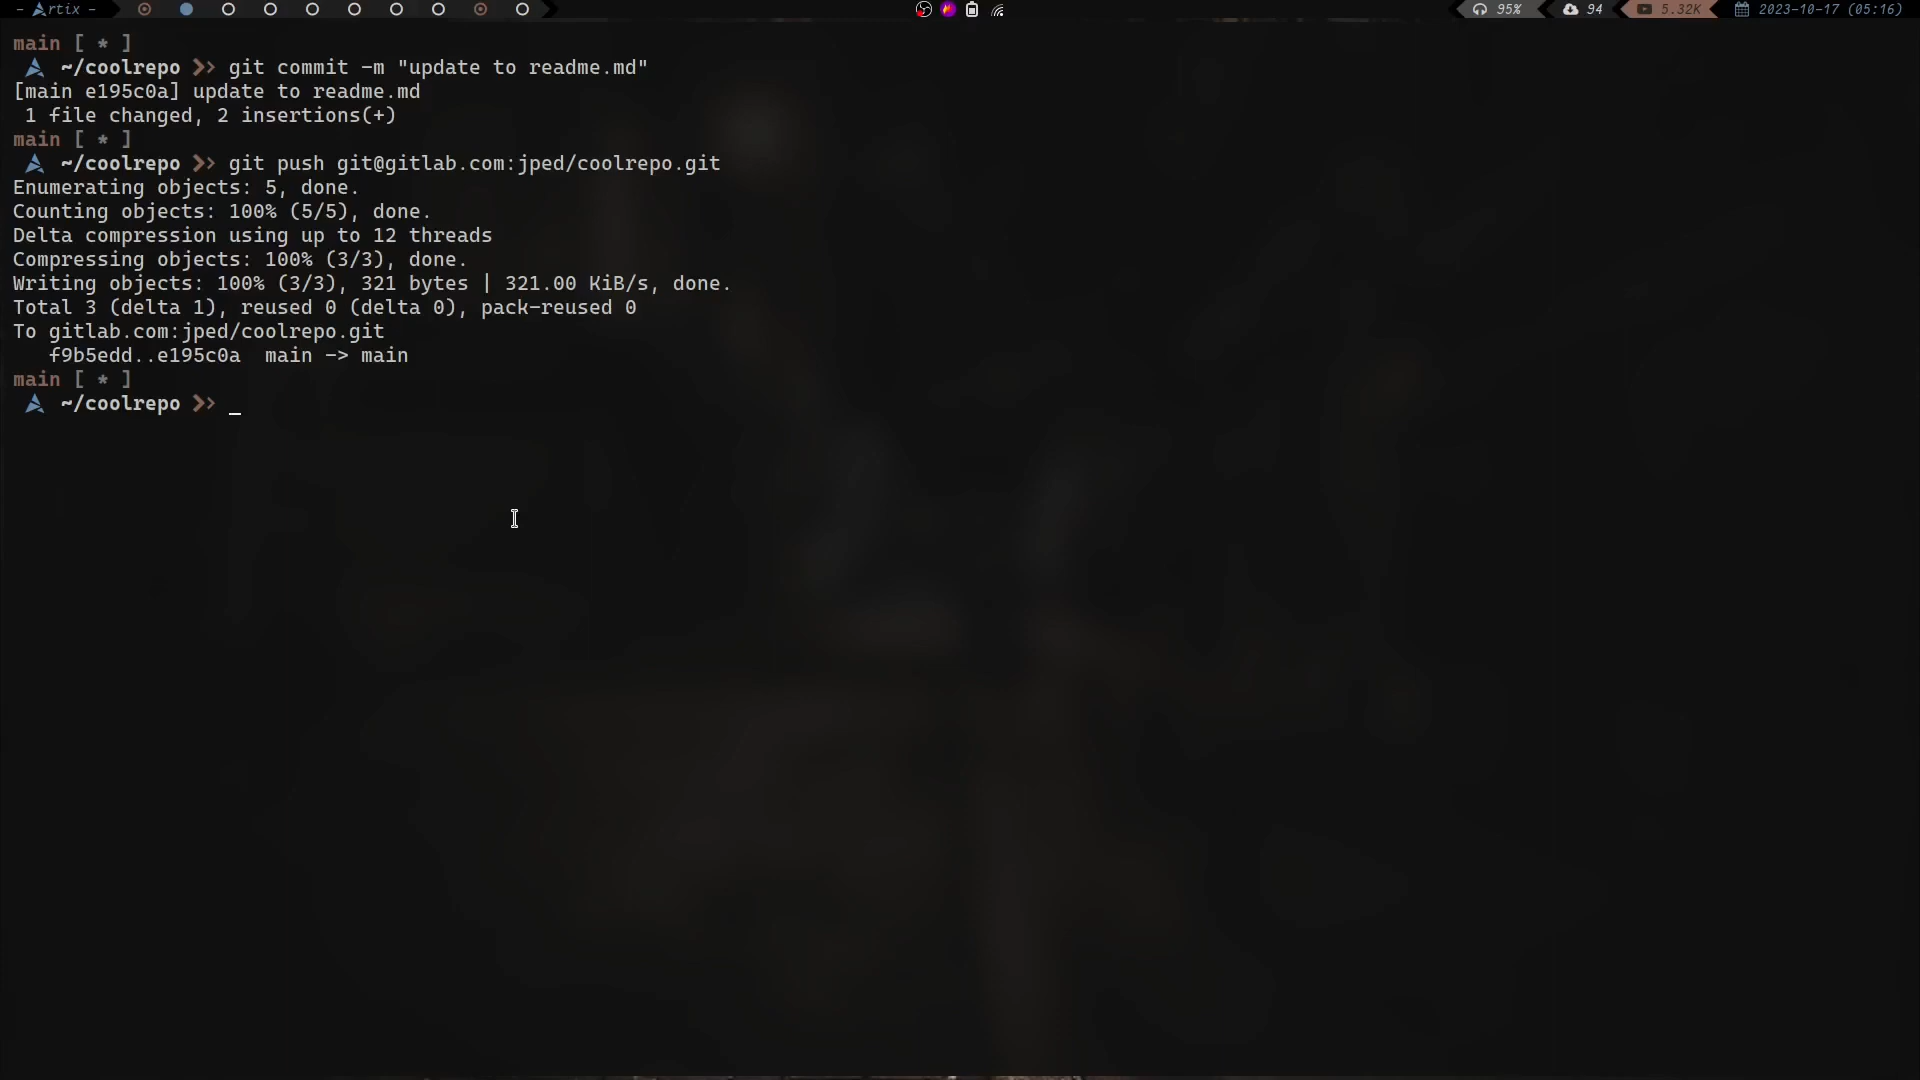 - Artix - 95% 94 5.32K 2023-10-17 (05:16)
main [ * ]
~/coolrepo git commit -m "update to readme.md"
[main e195c0a] update to readme.md
1 file changed, 2 insertions(+)
main [ * ]
~/coolrepo git push git@gitlab.com:jped/coolrepo.git
Enumerating objects: 5, done.
Counting objects: 100% (5/5), done.
Delta compression using up to 12 threads
Compressing objects: 100% (3/3), done.
Writing objects: 100% (3/3), 321 bytes | 321.00 KiB/s, done.
Total 3 (delta 1), reused 0 (delta 0), pack-reused 0
To gitlab.com:jped/coolrepo.git
f9b5edd..e195c0a  main -> main
main [ * ]
~/coolrepo _